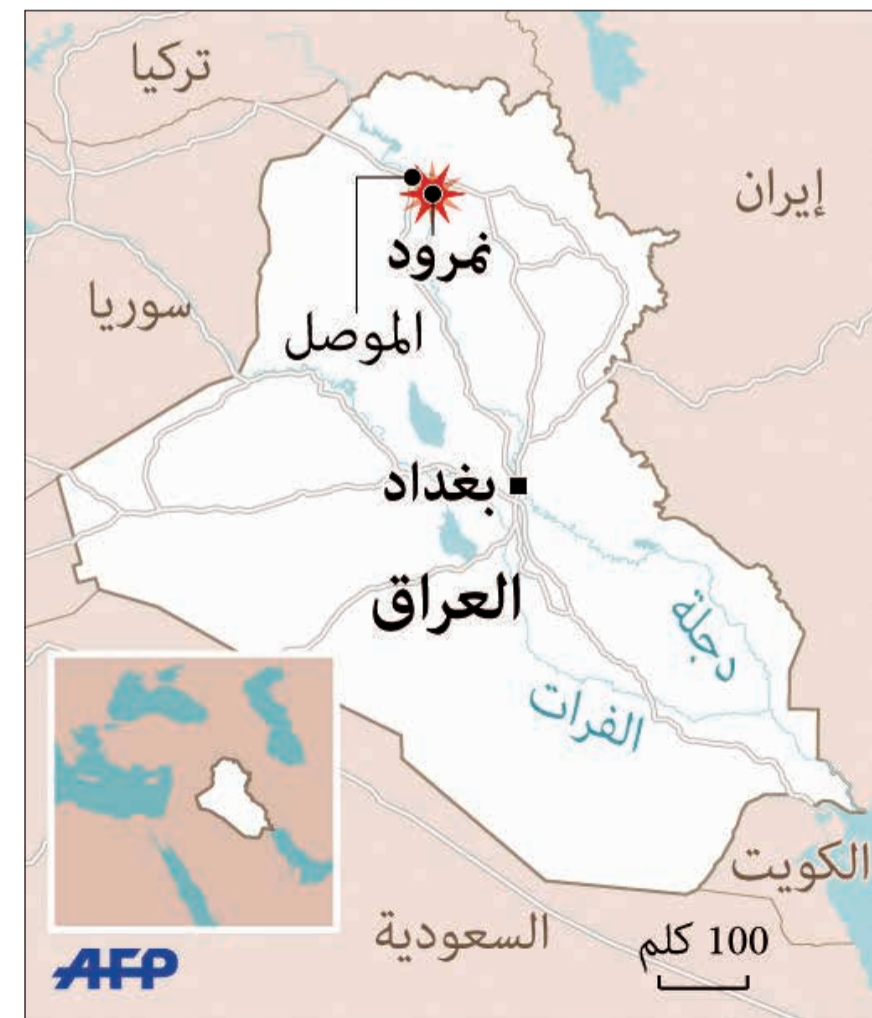 تركيا
إيران
نمرود
سوريا
الموصل
بغداد
العراق
دجلة
الفرات
الكويت
السعودية
100 كلم
AFP